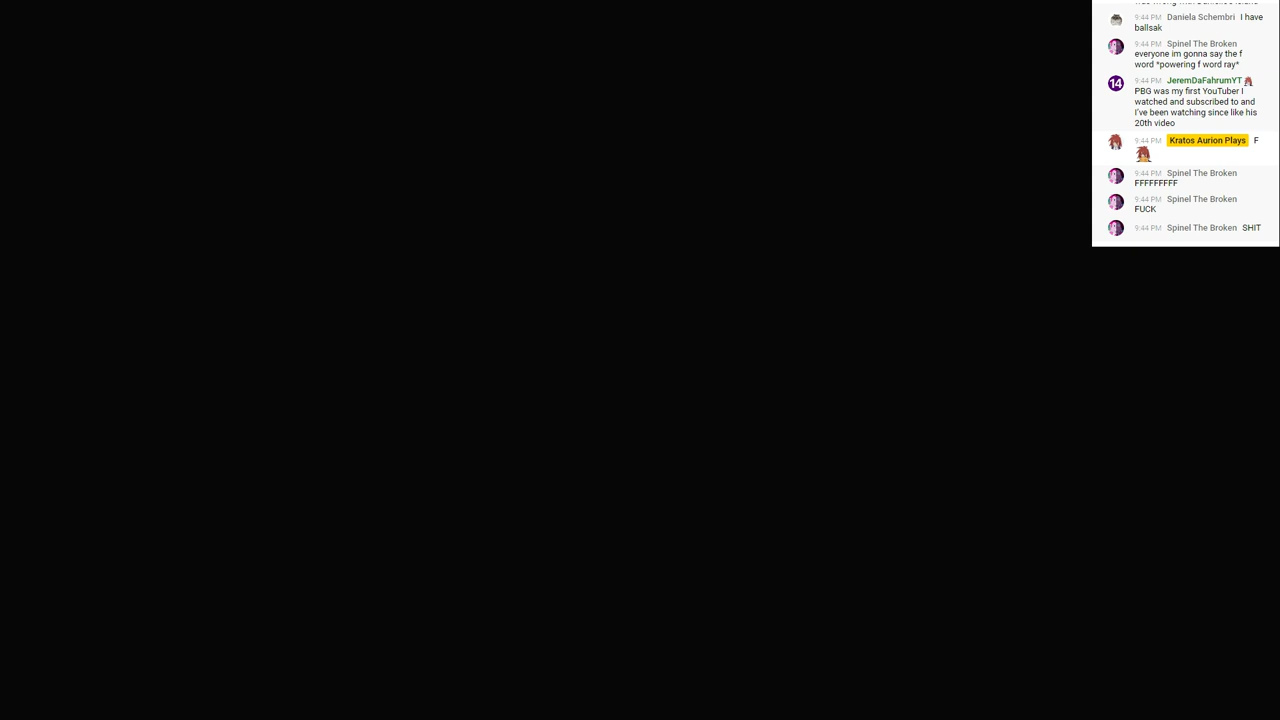 9:44 PM Daniela Schembri I have
ballsak
9:44 PM Spinel The Broken
everyone im gonna say the f
word *powering f word ray*
14
9:44 PM JeremDaFahrumYT
PBG was my first YouTuber I
watched and subscribed to and
I've been watching since like his
20th video
9:44 PM Kratos Aurion Plays F
9:44 PM Spinel The Broken
FFFFFFFFF
9:44 PM Spinel The Broken
FUCK
9:44 PM Spinel The Broken SHIT